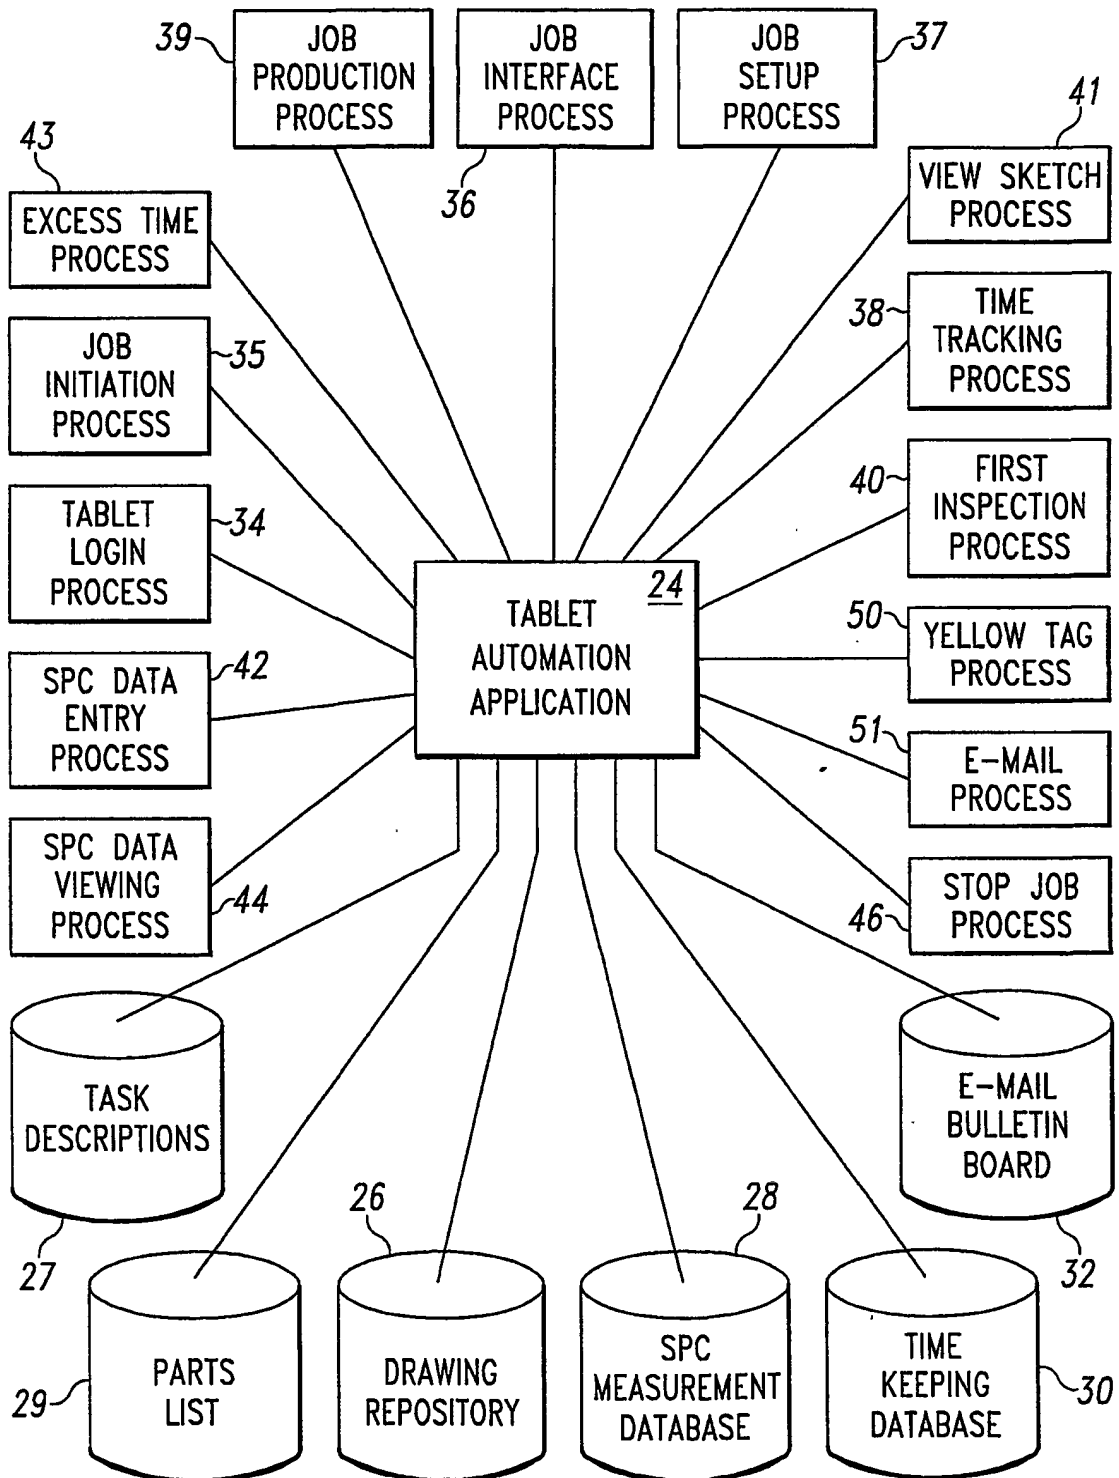 39
JOB
PRODUCTION
PROCESS
JOB
INTERFACE
PROCESS
36
JOB
SETUP
PROCESS
37
41
VIEW SKETCH
PROCESS
43
EXCESS TIME
PROCESS
38
TIME
TRACKING
PROCESS
JOB
INITIATION
PROCESS
35
40
FIRST
INSPECTION
PROCESS
TABLET
LOGIN
PROCESS
34
24
TABLET
AUTOMATION
APPLICATION
50
YELLOW TAG
PROCESS
SPC DATA
ENTRY
PROCESS
42
51
E-MAIL
PROCESS
SPC DATA
VIEWING
PROCESS
44
STOP JOB
PROCESS
46
TASK
DESCRIPTIONS
27
E-MAIL
BULLETIN
BOARD
32
PARTS
LIST
29
26
DRAWING
REPOSITORY
28
SPC
MEASUREMENT
DATABASE
TIME
KEEPING
DATABASE
30